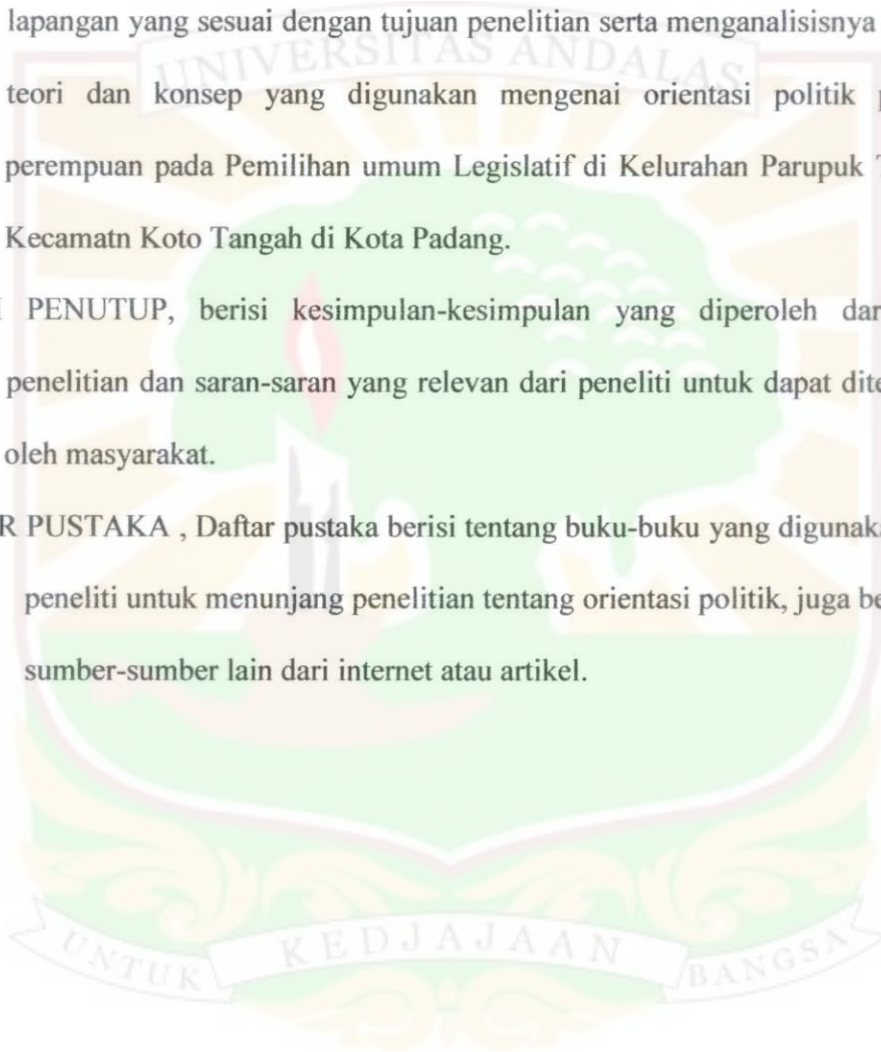 lapangan yang sesuai dengan tujuan penelitian serta menganalisisnya
teori dan konsep yang digunakan mengenai orientasi politik
perempuan pada Pemilihan umum Legislatif di Kelurahan Parupuk
Kecamatn Koto Tangah di Kota Padang.
PENUTUP, berisi kesimpulan-kesimpulan yang diperoleh
penelitian dan saran-saran yang relevan dari peneliti untuk dapat
oleh masyarakat.
R PUSTAKA , Daftar pustaka berisi tentang buku-buku yang
peneliti untuk menunjang penelitian tentang orientasi politik, juga
sumber-sumber lain dari internet atau artikel.
UNIVERSITAS ANDALAS
UNTUK KEDJAJAAN BANGSA